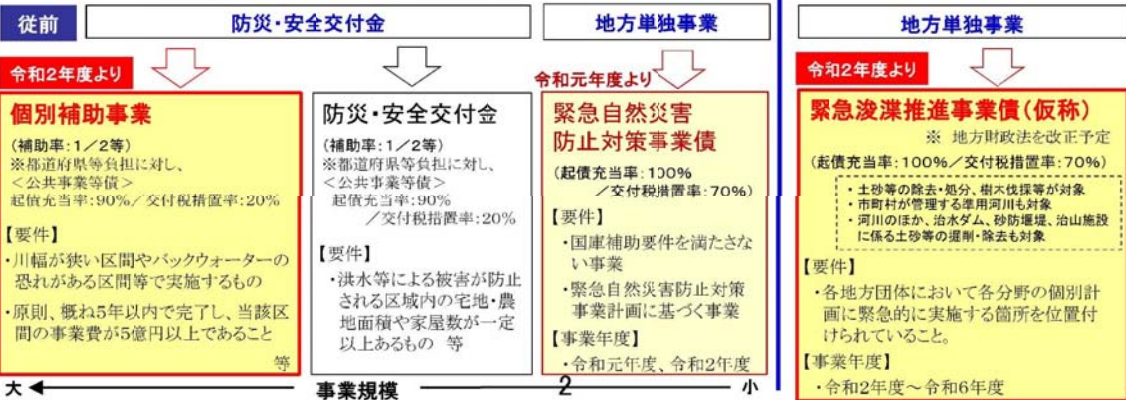 従前
防災・安全交付金
地方単独事業
地方単独事業
令和2年度より
個別補助事業
(補助率:1/2等)
※都道府県等負担に対し、
<公共事業等債>
起債充当率:90%/交付税措置率:20%
【要件】
・川幅が狭い区間やバックウォーターの
恐れがある区間等で実施するもの
・原則、概ね5年以内で完了し、当該区
間の事業費が5億円以上であること
等
防災・安全交付金
(補助率:1/2等)
※都道府県等負担に対し、
<公共事業等債>
起債充当率:90%
/交付税措置率:20%
【要件】
・洪水等による被害が防止
される区域内の宅地・農
地面積や家屋数が一定
以上あるもの 等
令和元年度より
緊急自然災害
防止対策事業債
(起債充当率:100%
/交付税措置率:70%)
【要件】
・国庫補助要件を満たさな
い事業
・緊急自然災害防止対策
事業計画に基づく事業
【事業年度】
・令和元年度、令和2年度
大
事業規模
2
小
令和2年度より
緊急浚渫推進事業債(仮称)
※ 地方財政法を改正予定
(起債充当率:100%/交付税措置率:70%)
・土砂等の除去・処分、樹木伐採等が対象
・市町村が管理する準用河川も対象
・河川のほか、治水ダム、砂防堰堤、治山施設
に係る土砂等の掘削・除去も対象
【要件】
・各地方団体において各分野の個別計
画に緊急的に実施する箇所を位置付
けられていること。
【事業年度】
・令和2年度~令和6年度